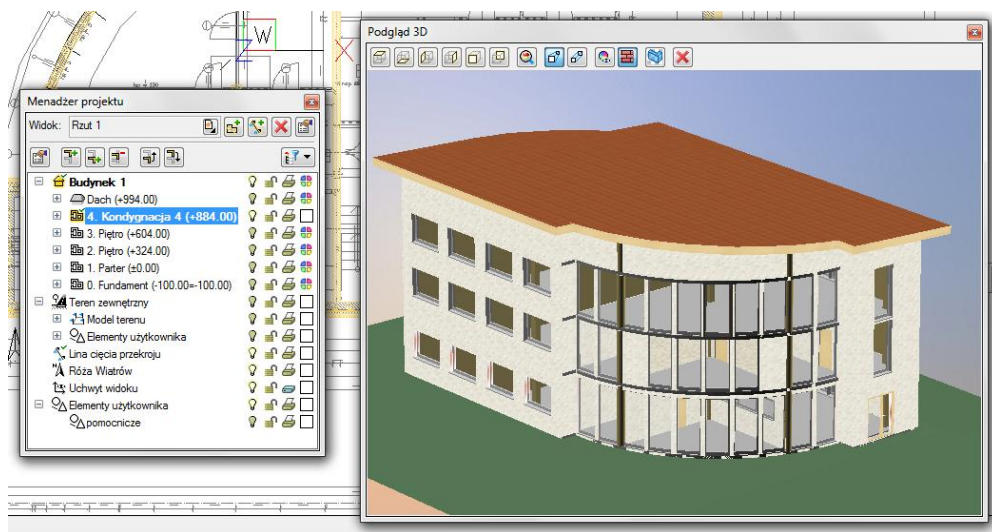 W
Podgląd 3D
Menadżer projektu
Widok: Rzut 1
Budynek 1
Dach (+994.00)
4. Kondygnacja 4 (+884.00)
3. Piętro (+604.00)
2. Piętro (+324.00)
1. Parter (±0.00)
0. Fundament (-100.00=-100.00)
Teren zewnętrzny
Model terenu
Elementy użytkownika
Lina cięcia przekroju
Róża Wiatrów
Uchwyt widoku
Elementy użytkownika
pomocnicze